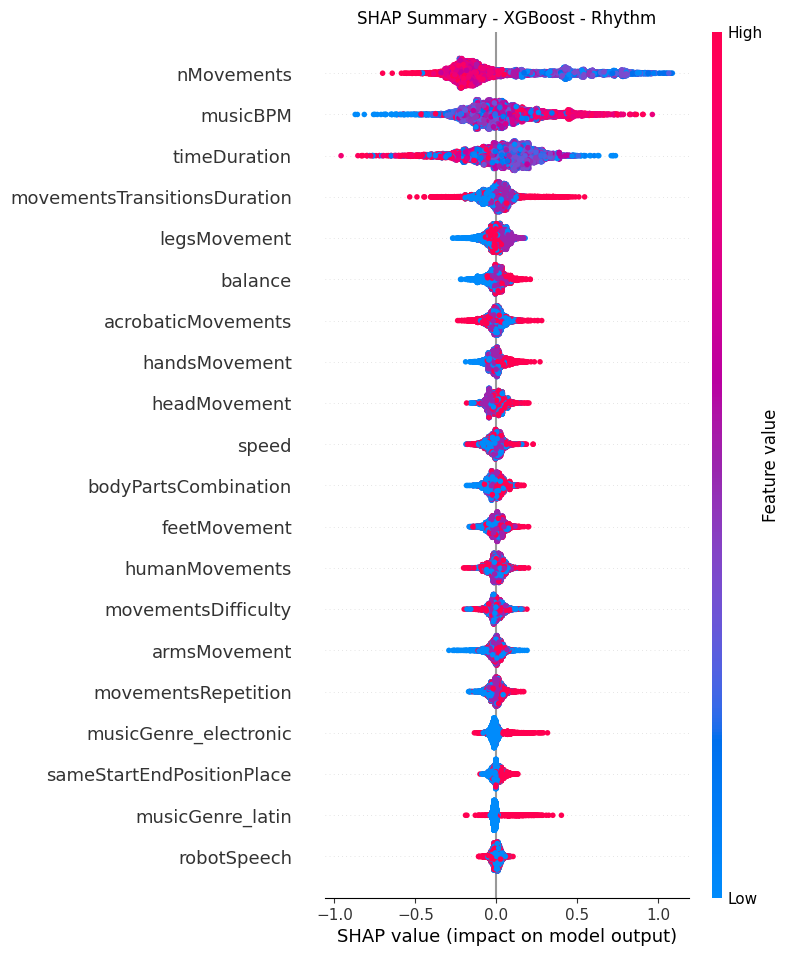 SHAP Summary - XGBoost - Rhythm
High
nMovements
musicBPM
timeDuration
movementsTransitionsDuration
legsMovement
balance
acrobaticMovements
handsMovement
headMovement
speed
bodyPartsCombination
feetMovement
humanMovements
movementsDifficulty
armsMovement
movementsRepetition
musicGenre_electronic
sameStartEndPositionPlace
musicGenre_latin
robotSpeech
Feature value
Low
−1.0 −0.5 0.0 0.5 1.0
SHAP value (impact on model output)